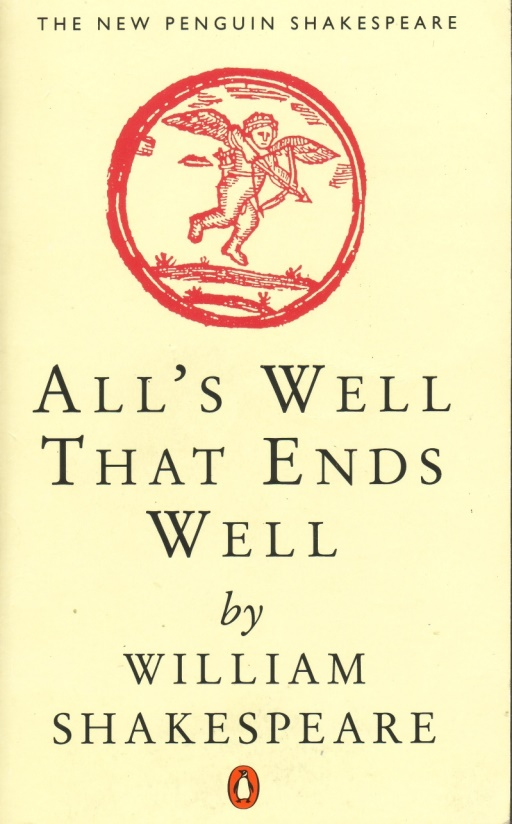 THE NEW PENGUIN SHAKESPEARE
ALL'S WELL
THAT ENDS
WELL
by
WILLIAM
SHAKESPEARE